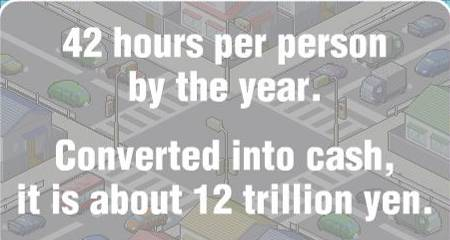 42 hours per person
by the year.
Converted into cash,
it is about 12 trillion yen.